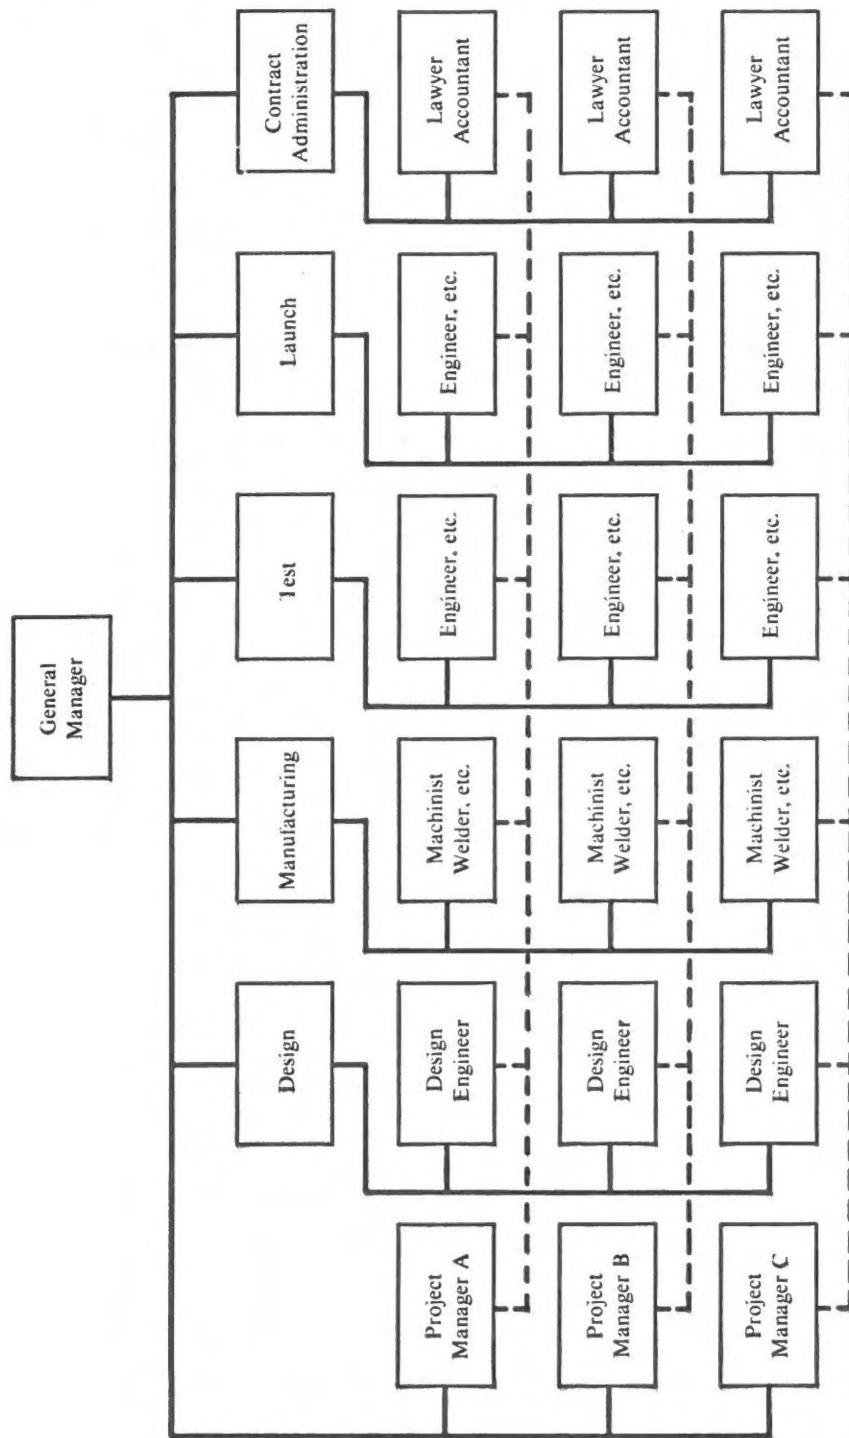 General
Manager
Design
Manufacturing
Test
Launch
Contract
Administration
Project
Manager A
Design
Engineer
Machinist
Welder, etc.
Engineer, etc.
Engineer, etc.
Lawyer
Accountant
Project
Manager B
Design
Engineer
Machinist
Welder, etc.
Engineer, etc.
Engineer, etc.
Lawyer
Accountant
Project
Manager C
Design
Engineer
Machinist
Welder, etc.
Engineer, etc.
Engineer, etc.
Lawyer
Accountant